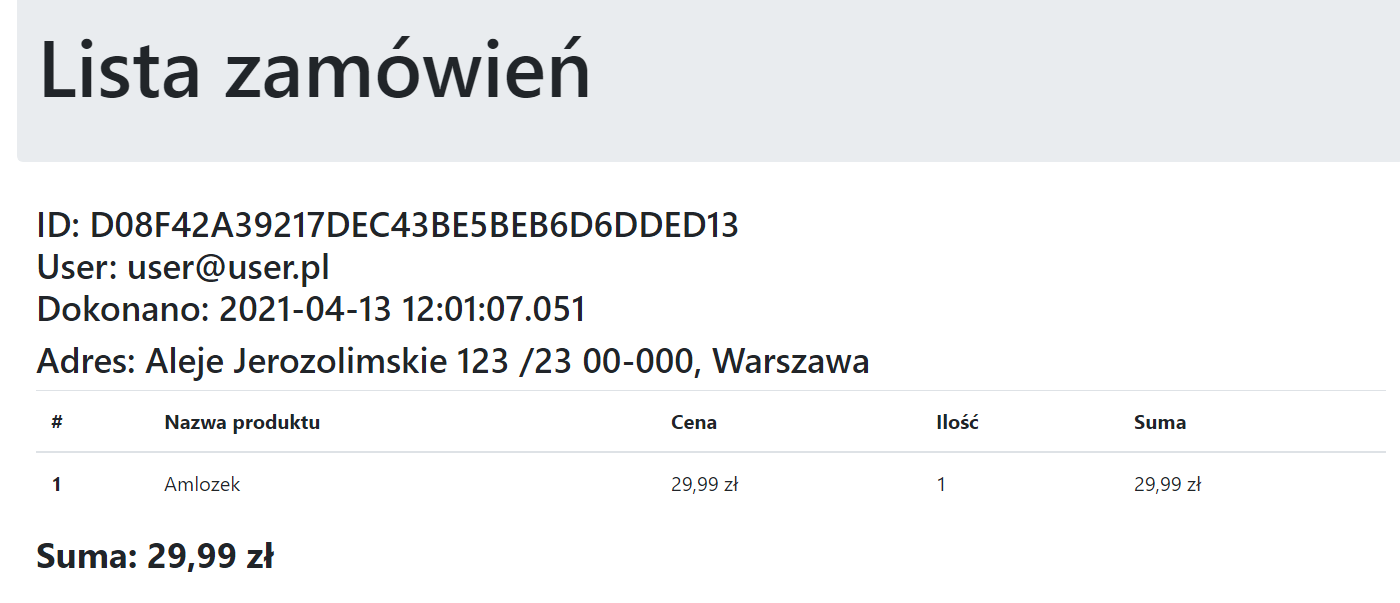 Lista zamówień
ID: D08F42A39217DEC43BE5BEB6D6DDED13
User: user@user.pl
Dokonano: 2021-04-13 12:01:07.051
Adres: Aleje Jerozolimskie 123 /23 00-000, Warszawa
# Nazwa produktu Cena Ilość Suma
1 Amlozek 29,99 zł 1 29,99 zł
Suma: 29,99 zł